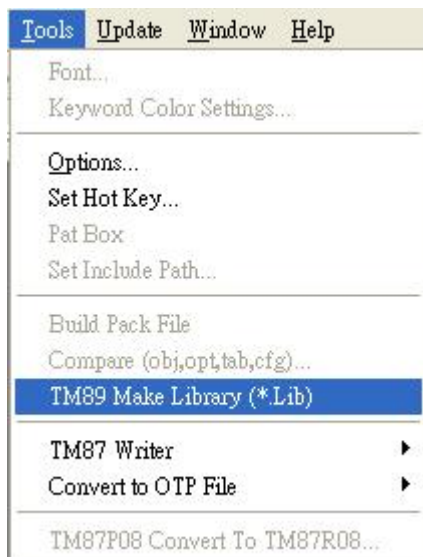 Tools Update Window Help
Font...
Keyword Color Settings...
Options...
Set Hot Key...
Pat Box
Set Include Path...
Build Pack File
Compare (obj,opt,tab,cfg)...
TM89 Make Library (*.Lib)
TM87 Writer
Convert to OTP File
TM87P08 Convert To TM87R08...